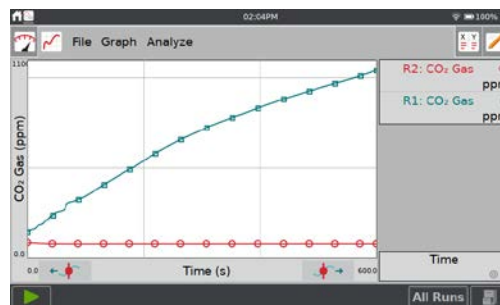 02:04PM
100%
File Graph Analyze
X Y
R2: CO₂ Gas
ppm
R1: CO₂ Gas
ppm
CO₂ Gas (ppm)
0.0
0.0
Time (s)
600.0
Time
All Runs